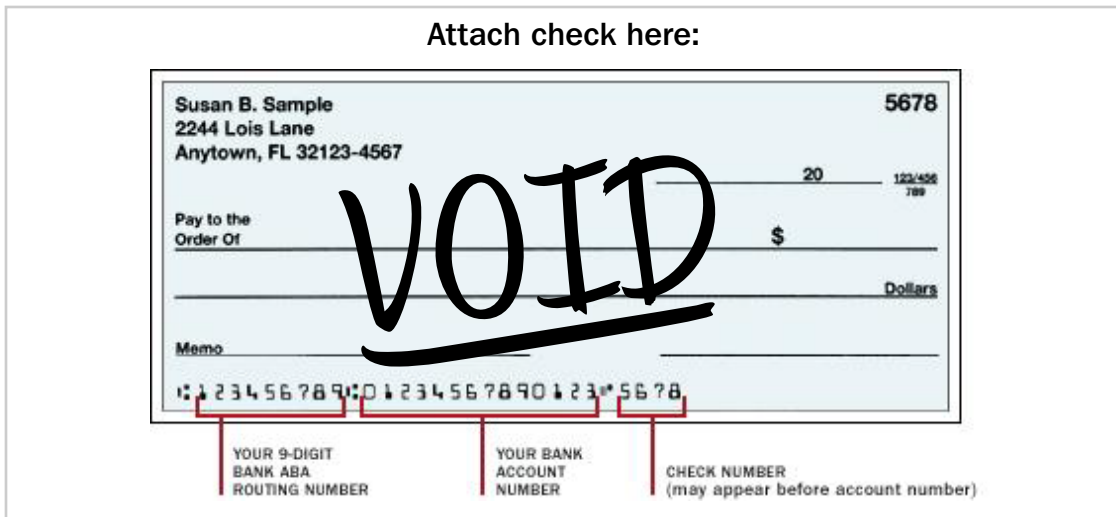 Attach check here:
Susan B. Sample
5678
2244 Lois Lane
Anytown, FL 32123-4567
20
123/456
789
Pay to the
Order Of
$
VOID
Dollars
Memo
⑆123456789⑆01234567890123⑈5678
YOUR 9-DIGIT
BANK ABA
ROUTING NUMBER
YOUR BANK
ACCOUNT
NUMBER
CHECK NUMBER
(may appear before account number)